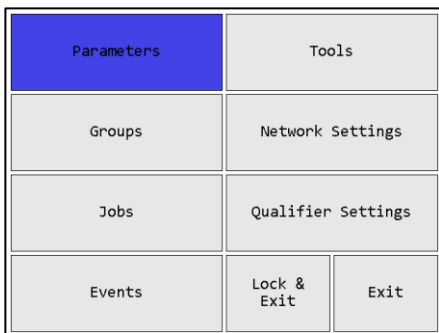 Parameters
Tools
Groups
Network Settings
Jobs
Qualifier Settings
Events
Lock &
Exit
Exit